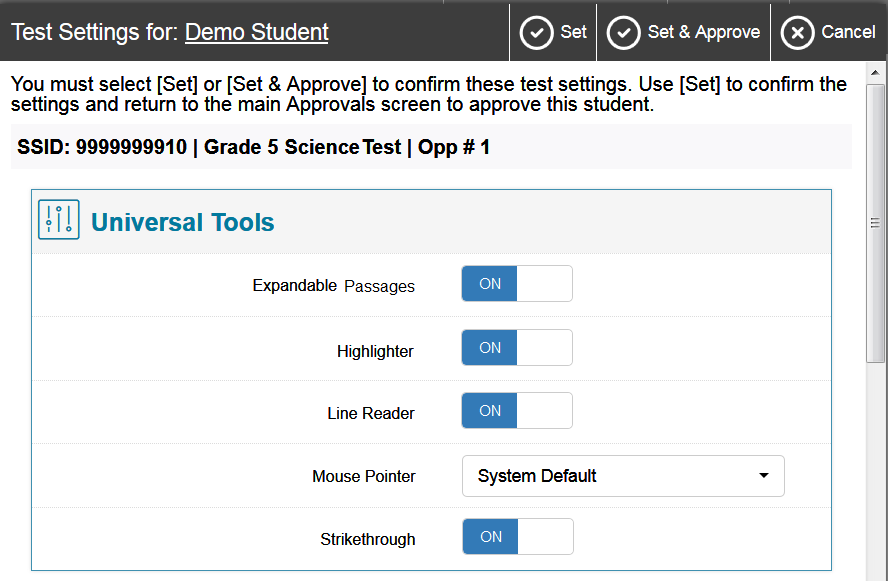 Test Settings for: Demo Student
Set
Set & Approve
Cancel
You must select [Set] or [Set & Approve] to confirm these test settings. Use [Set] to confirm the
settings and return to the main Approvals screen to approve this student.
SSID: 9999999910 | Grade 5 Science Test | Opp # 1
Universal Tools
Expandable Passages ON
Highlighter ON
Line Reader ON
Mouse Pointer System Default
Strikethrough ON